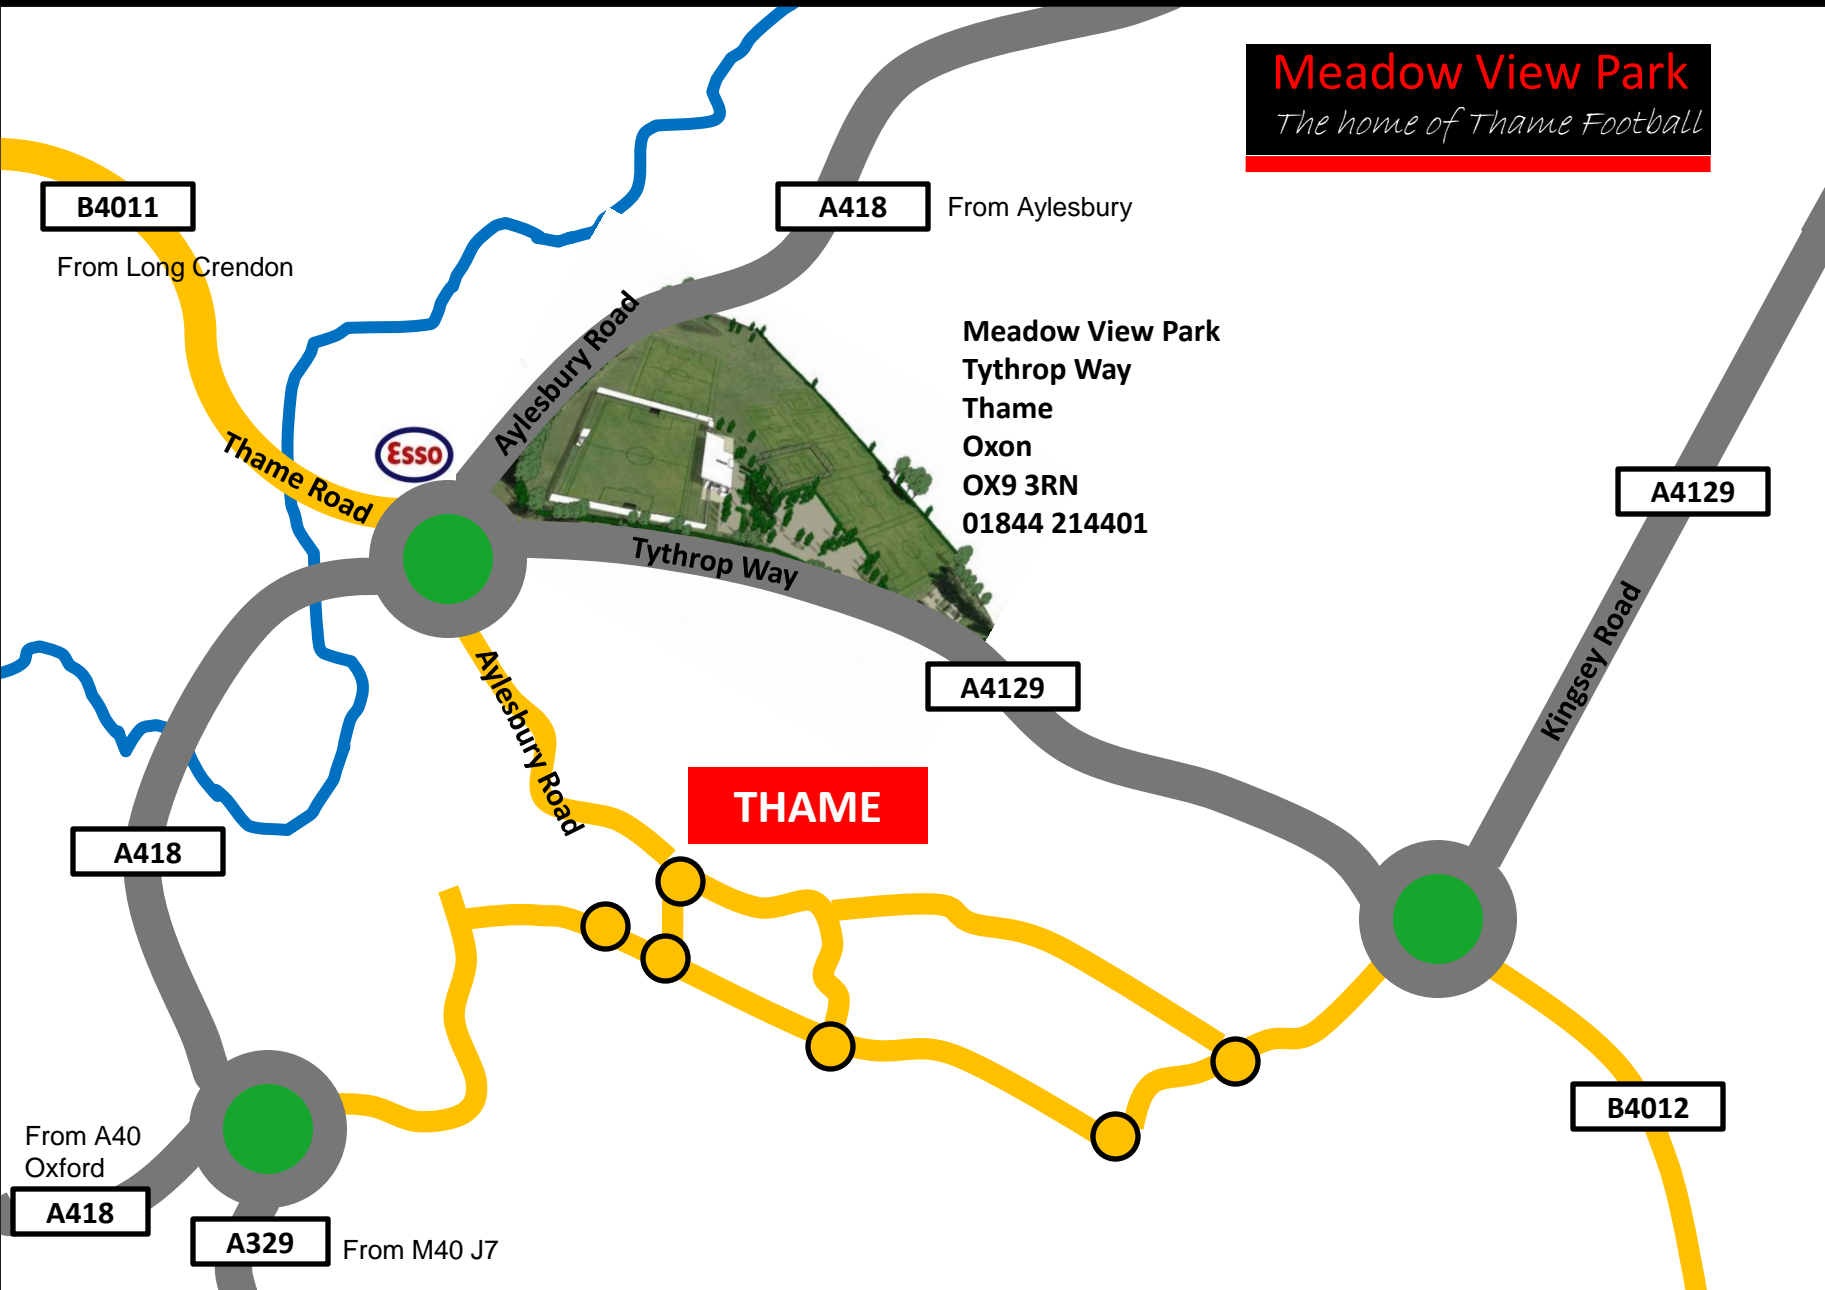 Meadow View Park
The home of Thame Football
B4011
From Long Crendon
A418
From Aylesbury
Aylesbury Road
Meadow View Park
Tythrop Way
Thame
Oxon
OX9 3RN
01844 214401
Esso
Thame Road
Tythrop Way
A4129
Kingsey Road
A4129
Aylesbury Road
THAME
A418
B4012
From A40
Oxford
A418
A329
From M40 J7